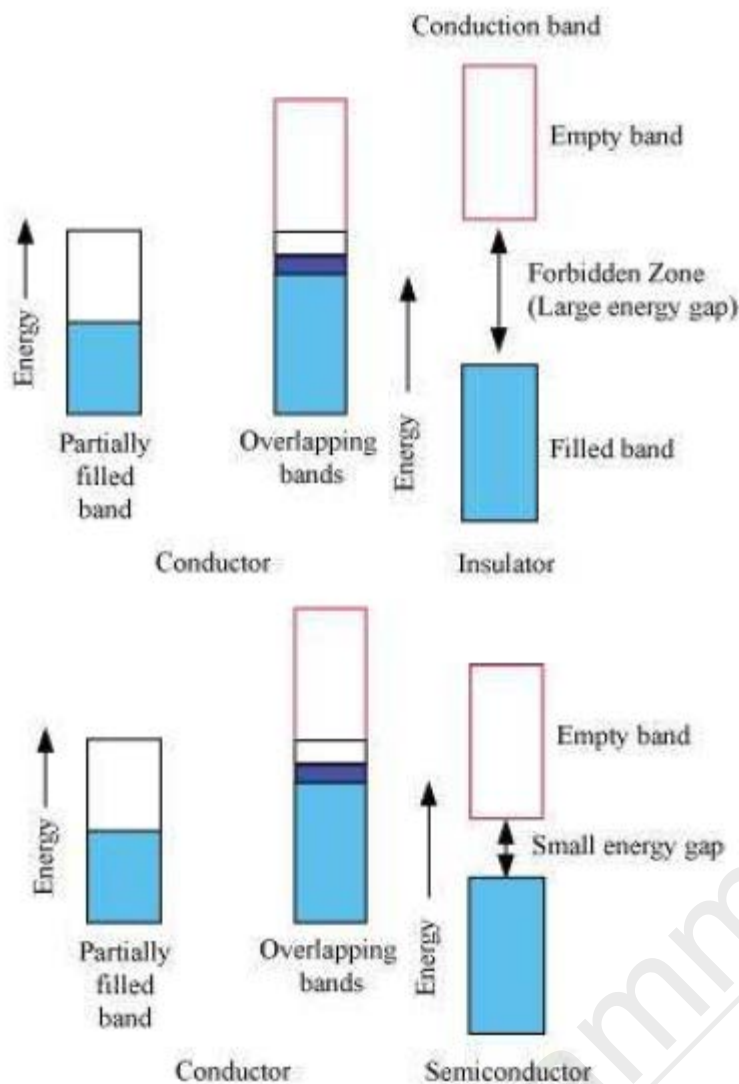 Conduction band
Empty band
Energy
Forbidden Zone
(Large energy gap)
Partially
filled
band
Overlapping
bands
Energy
Filled band
Conductor
Insulator
Empty band
Energy
Small energy gap
Partially
filled
band
Overlapping
bands
Energy
Conductor
Semiconductor